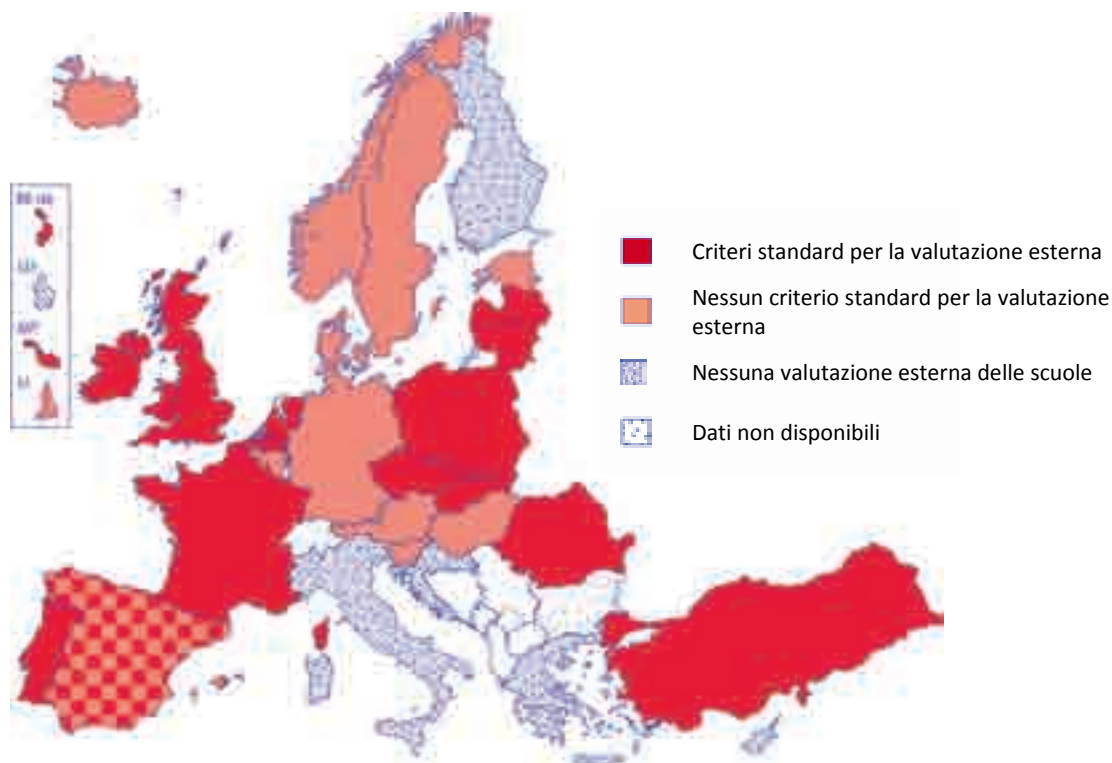 Criteri standard per la valutazione esterna
Nessun criterio standard per la valutazione
esterna
Nessuna valutazione esterna delle scuole
Dati non disponibili